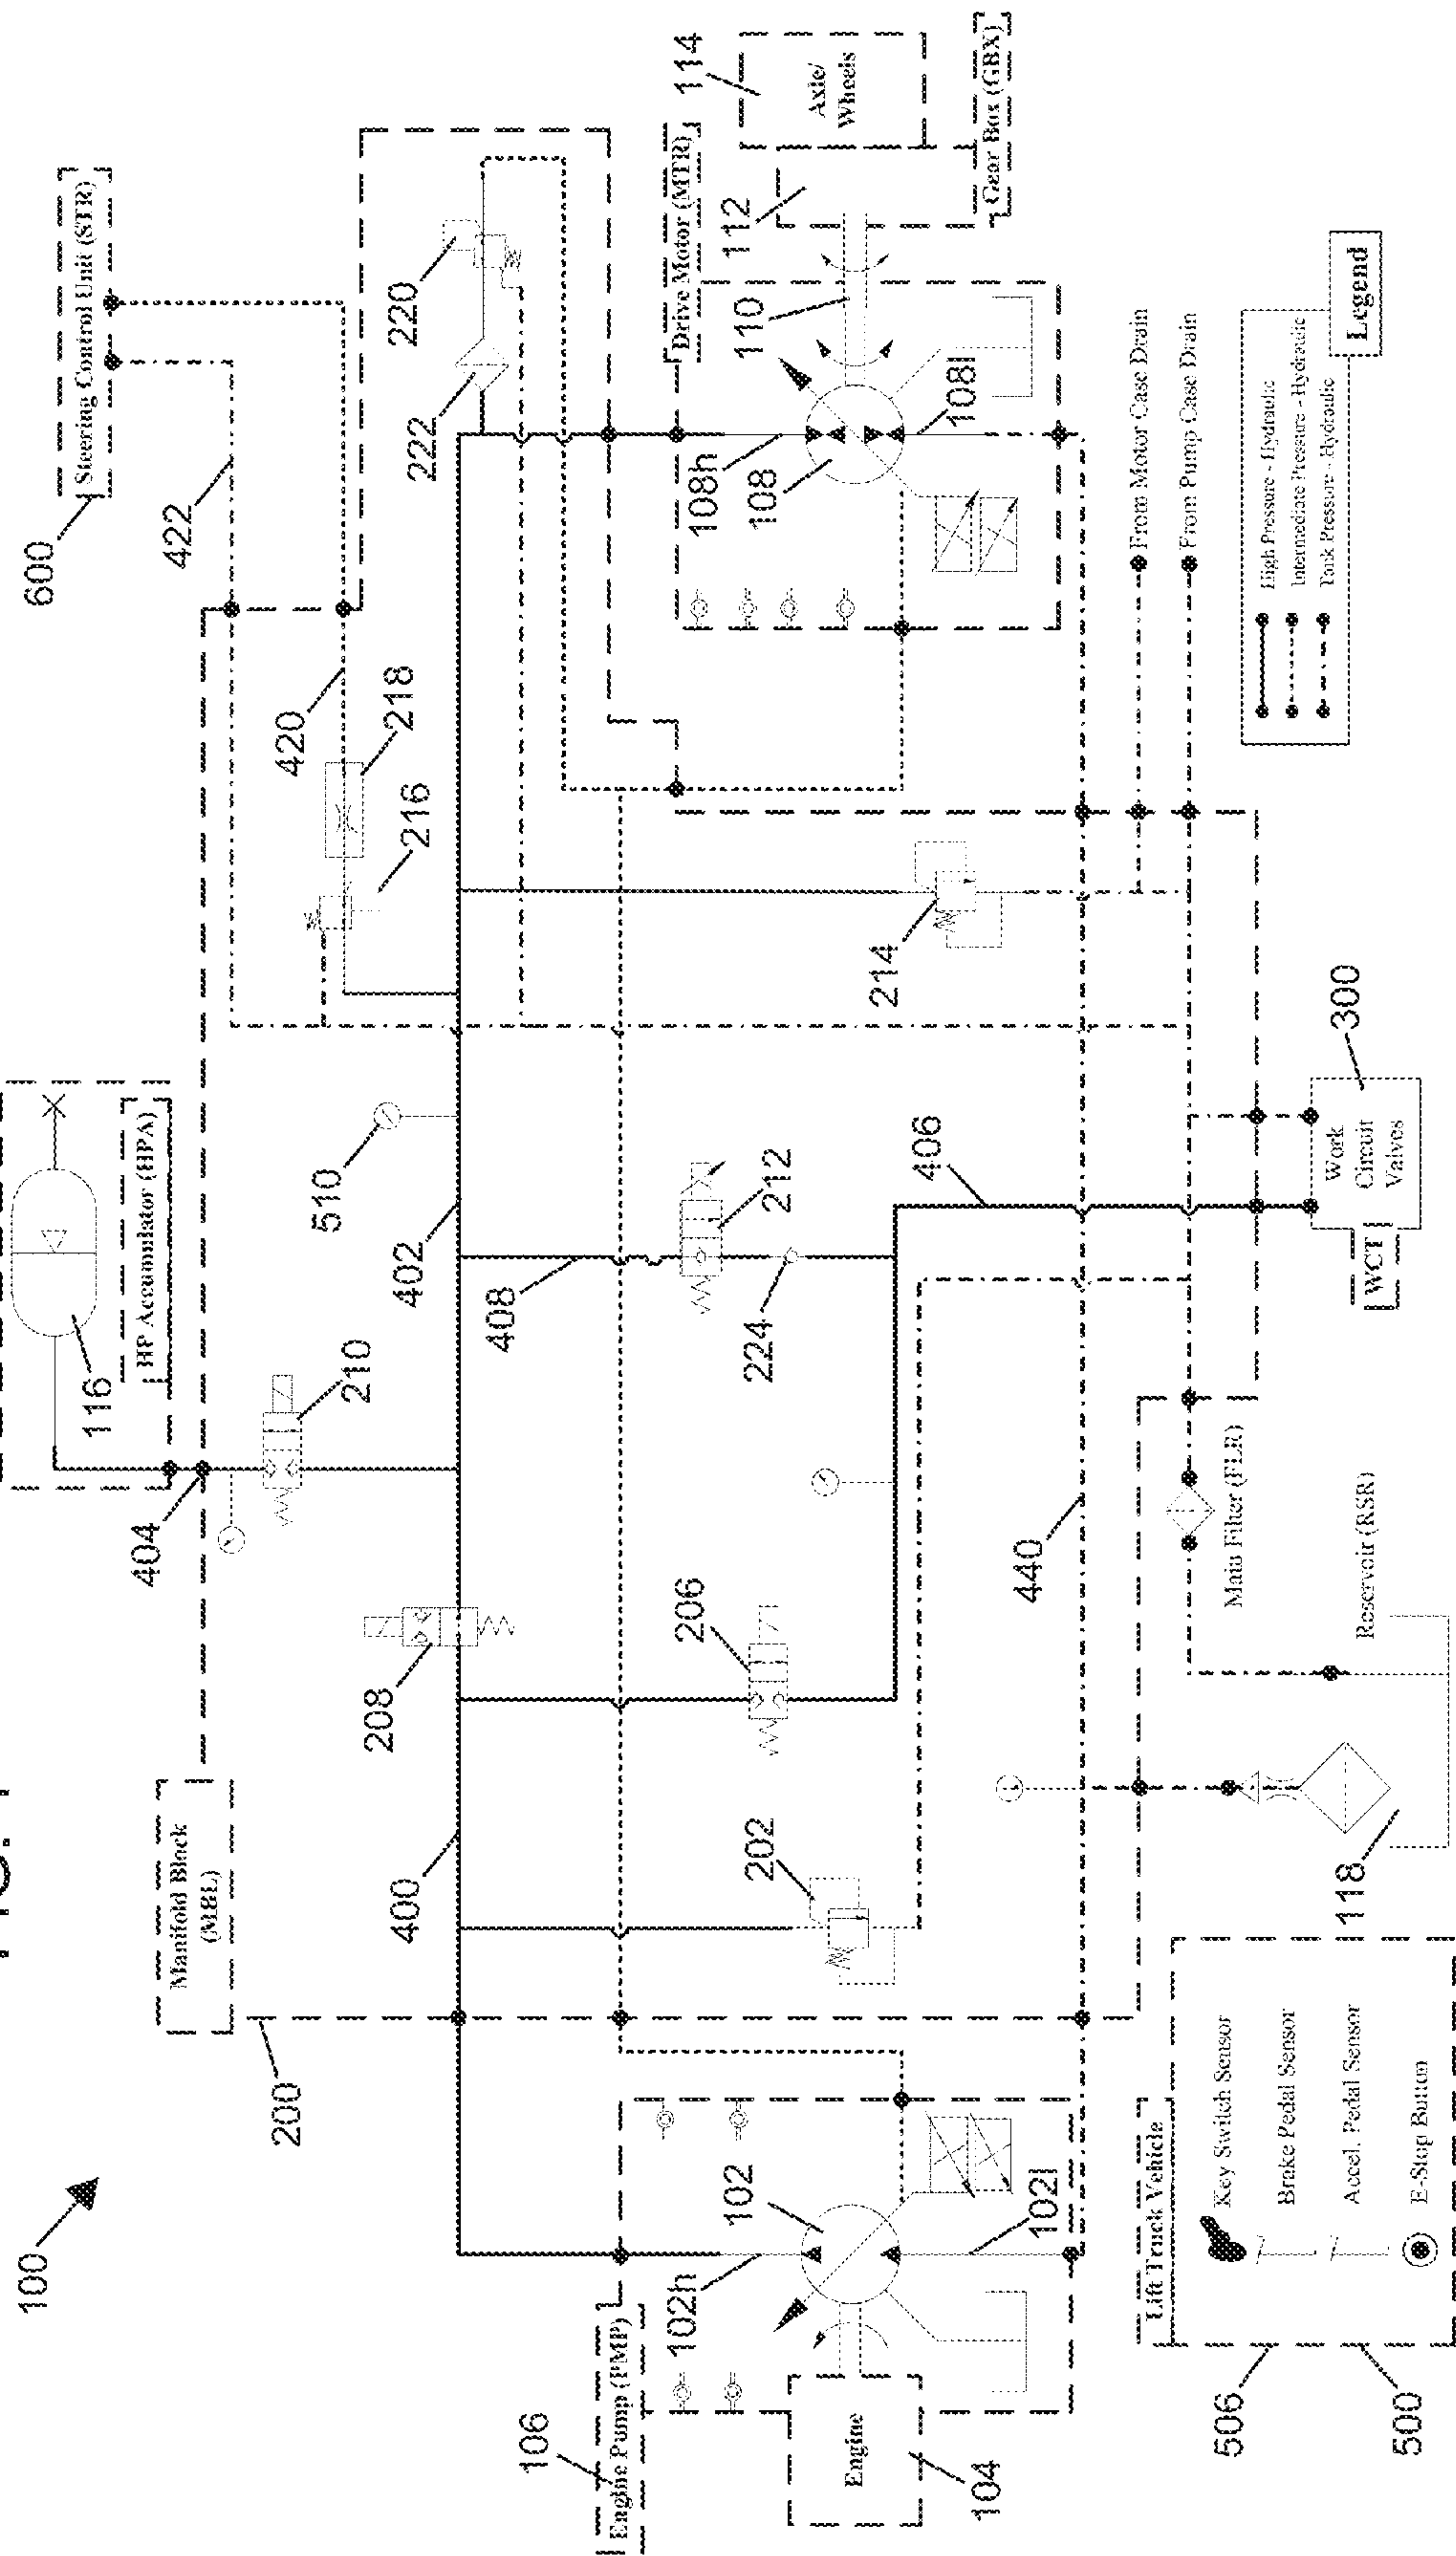 FIG. 1
100
600
Steering Control Unit (STR)
422
420
218
216
220
222
Drive Motor (MTR)
114
Axle/
Wheels
112
Gear Box (GBX)
110
108h
108
108l
From Motor Case Drain
From Pump Case Drain
High Pressure - Hydraulic
Intermediate Pressure - Hydraulic
Tank Pressure - Hydraulic
Legend
116
HP Accumulator (HPA)
404
210
510
402
408
212
224
406
214
300
Work
Circuit
Valves
WCT
208
206
400
202
440
Main Filter (FLR)
Reservoir (RSR)
118
Manifold Block
(MBL)
200
106
Engine Pump (PMP)
102h
102
102l
Engine
104
Lift Truck Vehicle
Key Switch Sensor
Brake Pedal Sensor
Accel. Pedal Sensor
E-Stop Button
506
500